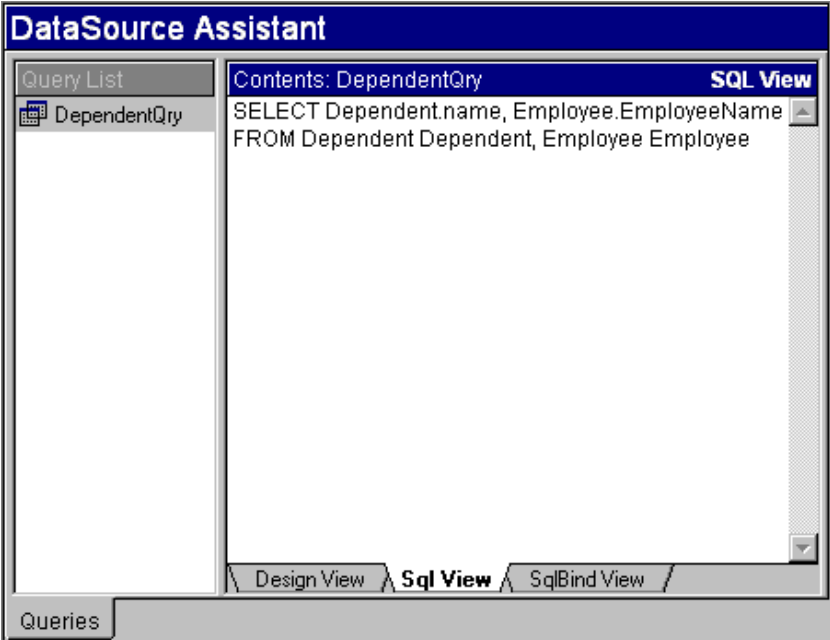 DataSource Assistant
Query List
DependentQry
Contents: DependentQry SQL View
SELECT Dependent.name, Employee.EmployeeName
FROM Dependent Dependent, Employee Employee
Design View Sql View SqlBind View
Queries